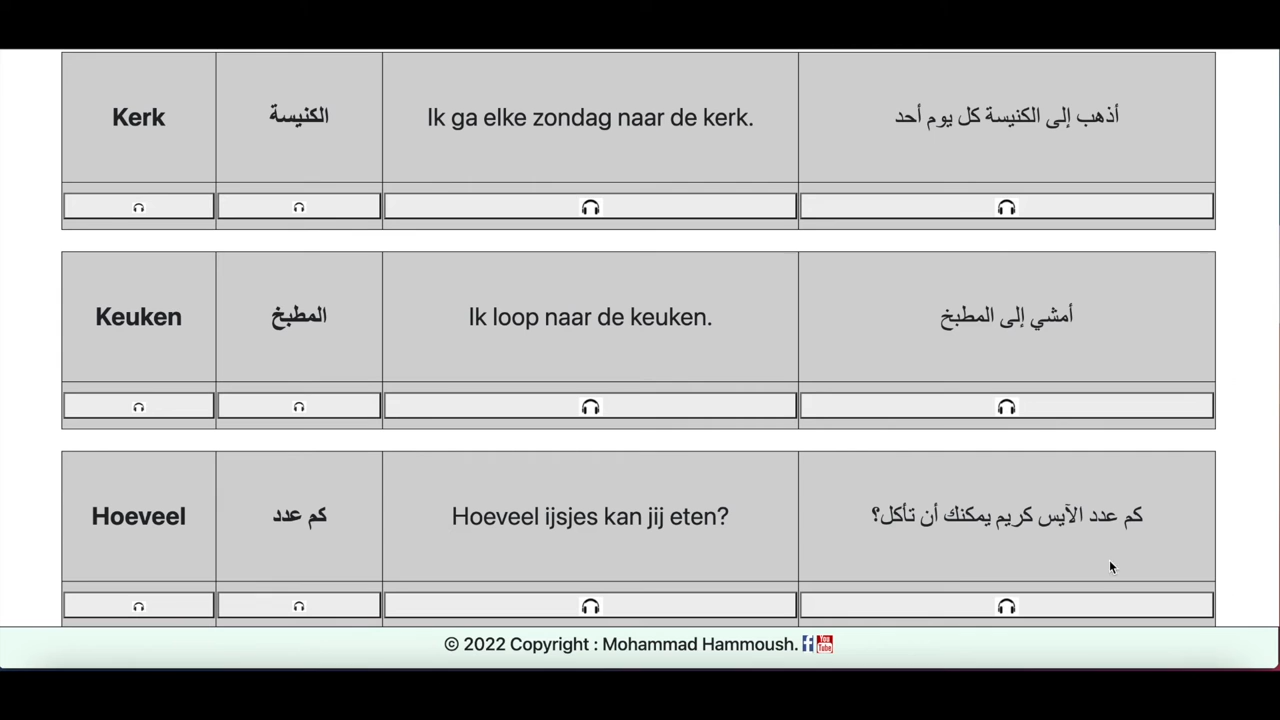 Kerk
الكنيسة
Ik ga elke zondag naar de kerk.
أذهب إلى الكنيسة كل يوم أحد
Keuken
المطبخ
Ik loop naar de keuken.
أمشي إلى المطبخ
Hoeveel
كم عدد
Hoeveel ijsjes kan jij eten?
كم عدد الآيس كريم يمكنك أن تأكل؟
© 2022 Copyright : Mohammad Hammoush. f You Tube